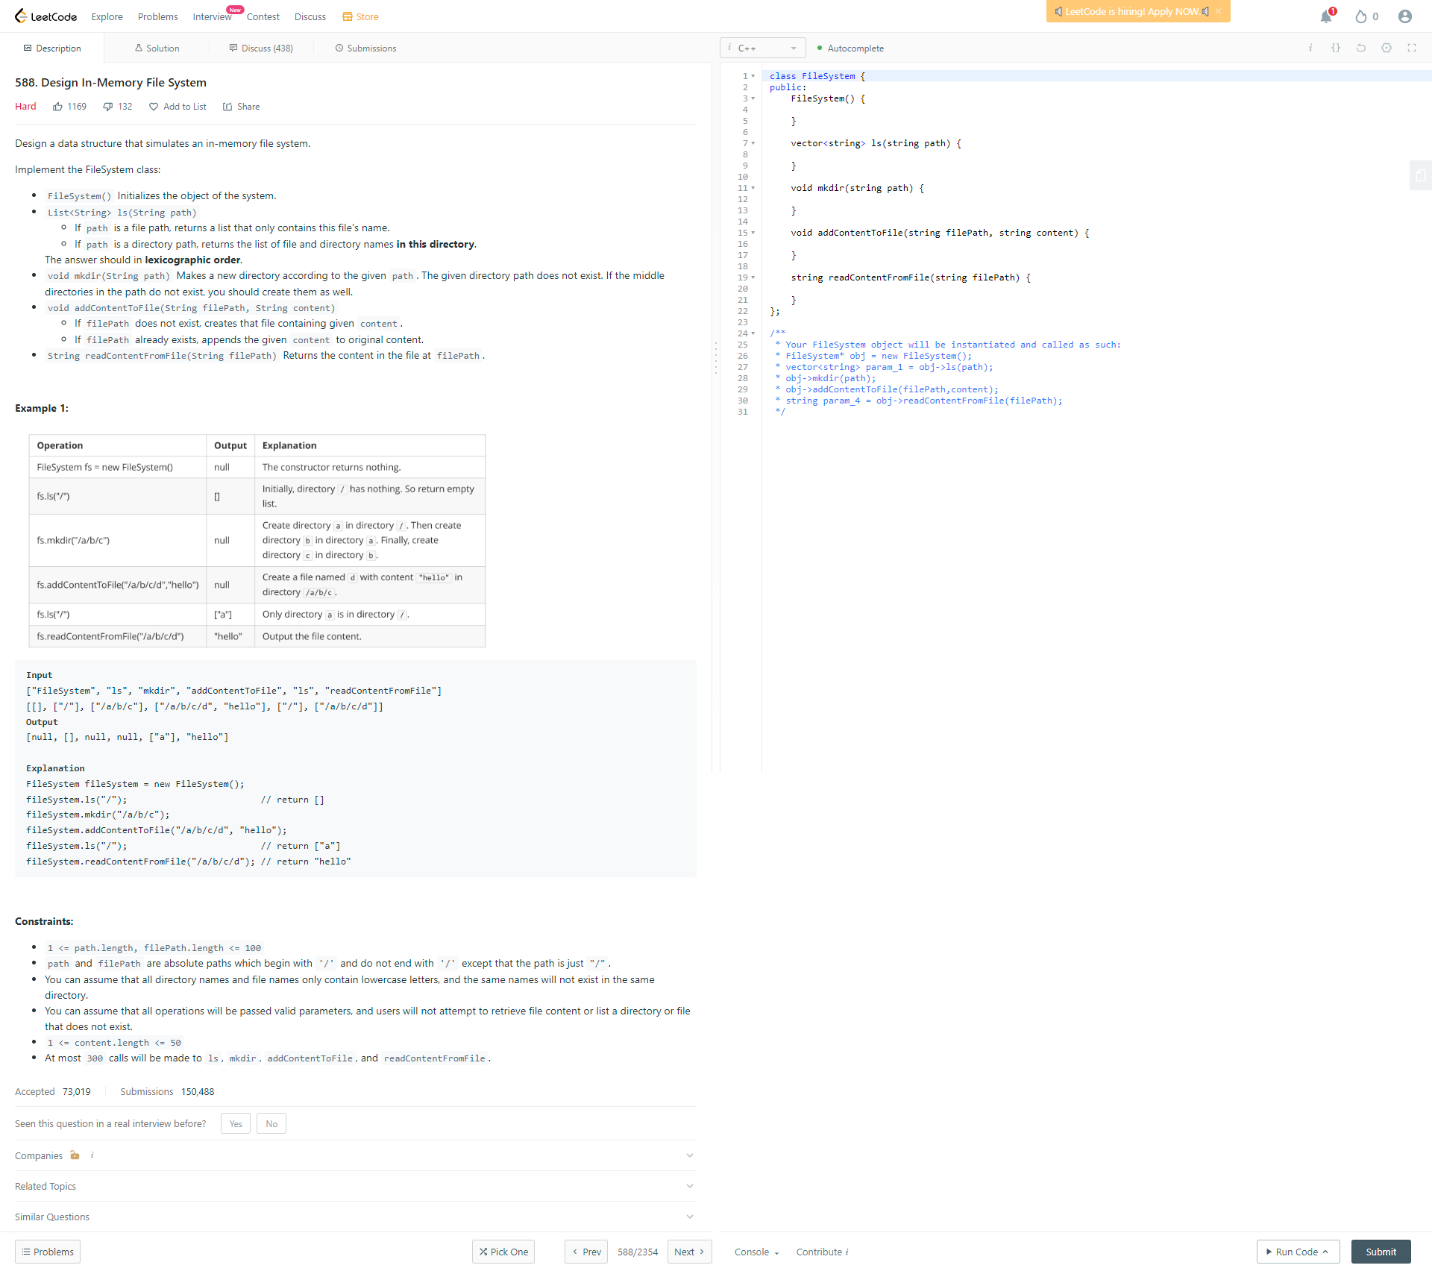 LeetCode
Explore
Problems
Interview
New
Contest
Discuss
Store
LeetCode is hiring! Apply NOW.
1
0
Description
Solution
Discuss (438)
Submissions
i C++
Autocomplete
588. Design In-Memory File System
Hard 1169 132 Add to List Share
Design a data structure that simulates an in-memory file system.
Implement the FileSystem class:
• FileSystem() Initializes the object of the system.
• List<String> ls(String path)
If path is a file path, returns a list that only contains this file's name.
If path is a directory path, returns the list of file and directory names in this directory.
The answer should in lexicographic order.
• void mkdir(String path) Makes a new directory according to the given path. The given directory path does not exist. If the middle
directories in the path do not exist, you should create them as well.
• void addContentToFile(String filePath, String content)
If filePath does not exist, creates that file containing given content.
If filePath already exists, appends the given content to original content.
• String readContentFromFile(String filePath) Returns the content in the file at filePath.
Example 1:
Operation Output Explanation
FileSystem fs = new FileSystem() null The constructor returns nothing.
fs.ls("/") [] Initially, directory / has nothing. So return empty
list.
fs.mkdir("/a/b/c") null Create directory a in directory /. Then create
directory b in directory a. Finally, create
directory c in directory b.
fs.addContentToFile("/a/b/c/d","hello") null Create a file named d with content "hello" in
directory /a/b/c.
fs.ls("/") ["a"] Only directory a is in directory /.
fs.readContentFromFile("/a/b/c/d") "hello" Output the file content.
Input
["FileSystem", "ls", "mkdir", "addContentToFile", "ls", "readContentFromFile"]
[[], ["/"], ["/a/b/c"], ["/a/b/c/d", "hello"], ["/"], ["/a/b/c/d"]]
Output
[null, [], null, null, ["a"], "hello"]
Explanation
FileSystem fileSystem = new FileSystem();
fileSystem.ls("/"); // return []
fileSystem.mkdir("/a/b/c");
fileSystem.addContentToFile("/a/b/c/d", "hello");
fileSystem.ls("/"); // return ["a"]
fileSystem.readContentFromFile("/a/b/c/d"); // return "hello"
Constraints:
• 1 <= path.length, filePath.length <= 100
• path and filePath are absolute paths which begin with '/' and do not end with '/' except that the path is just "/".
• You can assume that all directory names and file names only contain lowercase letters, and the same names will not exist in the same
directory.
• You can assume that all operations will be passed valid parameters, and users will not attempt to retrieve file content or list a directory or file
that does not exist.
• 1 <= content.length <= 50
• At most 300 calls will be made to ls, mkdir, addContentToFile, and readContentFromFile.
Accepted 73,019 Submissions 150,488
Seen this question in a real interview before? Yes No
Companies i
Related Topics
Similar Questions
1 class FileSystem {
2 public:
3 FileSystem() {
4
5 }
6
7 vector<string> ls(string path) {
8
9 }
10
11 void mkdir(string path) {
12
13 }
14
15 void addContentToFile(string filePath, string content) {
16
17 }
18
19 string readContentFromFile(string filePath) {
20
21 }
22 };
23
24 /**
25 * Your FileSystem object will be instantiated and called as such:
26 * FileSystem* obj = new FileSystem();
27 * vector<string> param_1 = obj->ls(path);
28 * obj->mkdir(path);
29 * obj->addContentToFile(filePath,content);
30 * string param_4 = obj->readContentFromFile(filePath);
31 */
Problems
Pick One
Prev
588/2354
Next
Console
Contribute i
Run Code
Submit